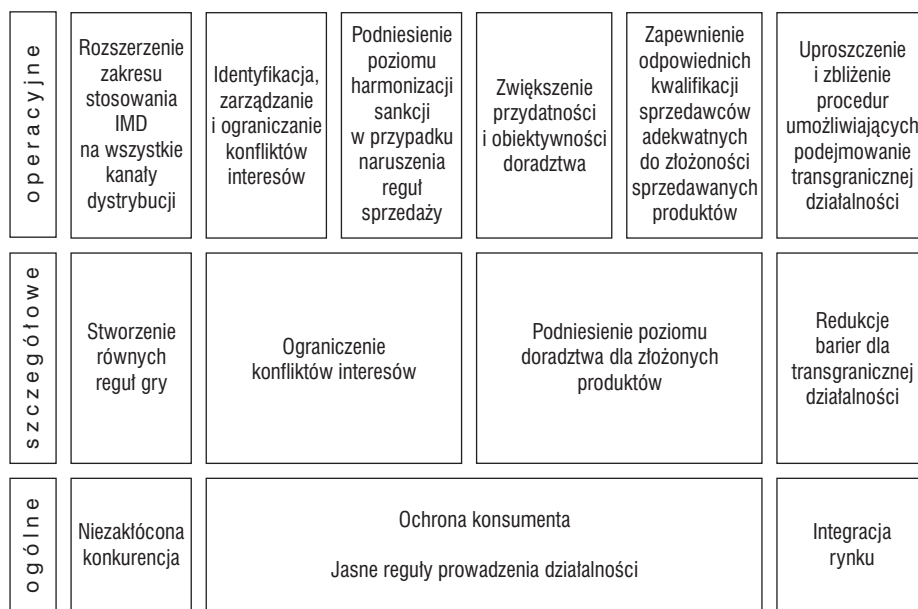 operacyjne
Rozszerzenie
zakresu
stosowania
IMD
na wszystkie
kanały
dystrybucji
Identyfikacja,
zarządzanie
i ograniczanie
konfliktów
interesów
Podniesienie
poziomu
harmonizacji
sankcji
w przypadku
naruszenia
reguł
sprzedaży
Zwiększenie
przydatności
i obiektywności
doradztwa
Zapewnienie
odpowiednich
kwalifikacji
sprzedawców
adekwatnych
do złożoności
sprzedawanych
produktów
Uproszczenie
i zbliżenie
procedur
umożliwiających
podejmowanie
transgranicznej
działalności
szczegółowe
Stworzenie
równych
reguł gry
Ograniczenie
konfliktów interesów
Podniesienie poziomu
doradztwa dla złożonych
produktów
Redukcje
barier dla
transgranicznej
działalności
ogólne
Niezakłócona
konkurencja
Ochrona konsumenta
Jasne reguły prowadzenia działalności
Integracja
rynku